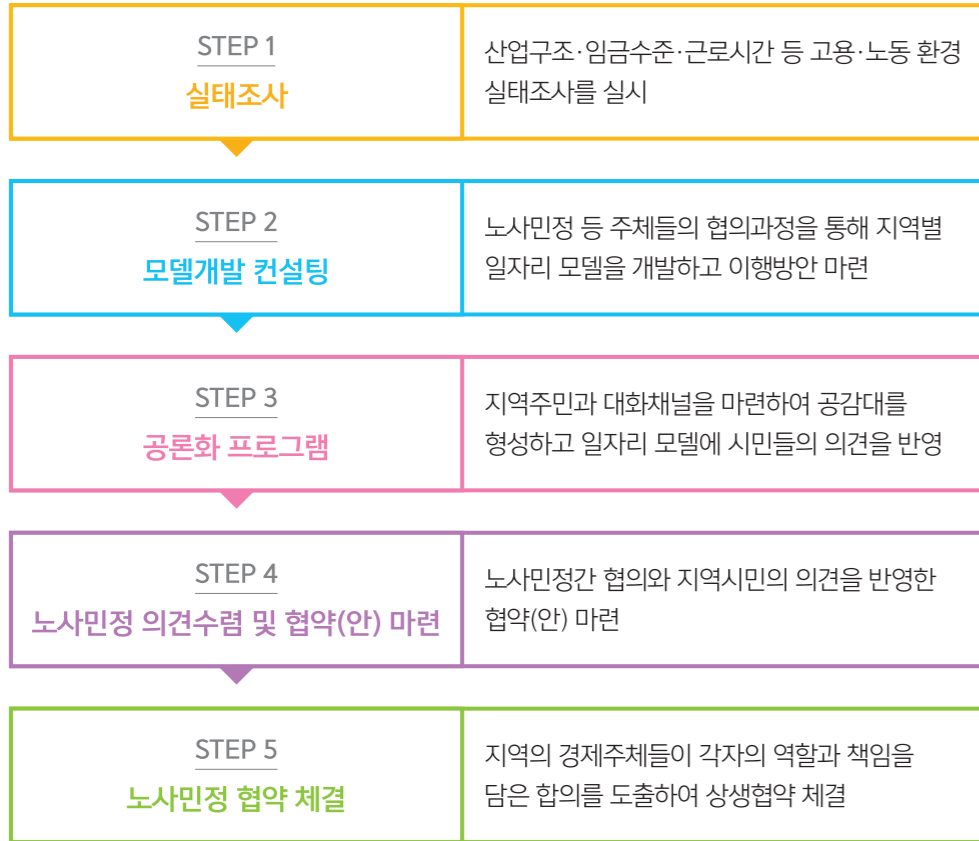 STEP 1
실태조사
산업구조·임금수준·근로시간 등 고용·노동 환경
실태조사를 실시
STEP 2
모델개발 컨설팅
노사민정 등 주체들의 협의과정을 통해 지역별
일자리 모델을 개발하고 이행방안 마련
STEP 3
공론화 프로그램
지역주민과 대화채널을 마련하여 공감대를
형성하고 일자리 모델에 시민들의 의견을 반영
STEP 4
노사민정 의견수렴 및 협약(안) 마련
노사민정간 협의와 지역시민의 의견을 반영한
협약(안) 마련
STEP 5
노사민정 협약 체결
지역의 경제주체들이 각자의 역할과 책임을
담은 합의를 도출하여 상생협약 체결